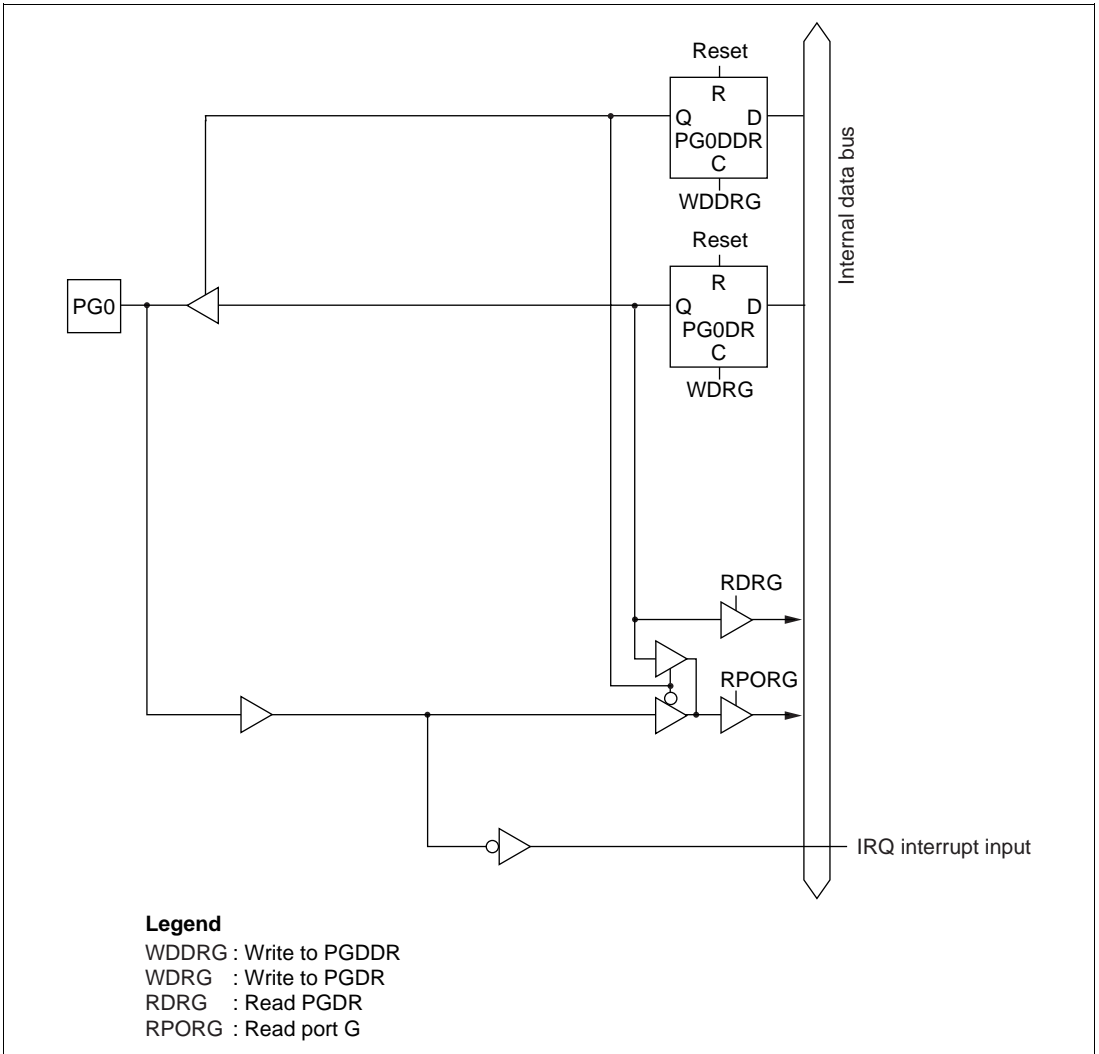 Reset
R
Q D
PG0DDR
C
WDDRG
Internal data bus
Reset
R
Q D
PG0DR
C
WDRG
PG0
RDRG
RPORG
IRQ interrupt input
Legend
WDDRG : Write to PGDDR
WDRG : Write to PGDR
RDRG : Read PGDR
RPORG : Read port G